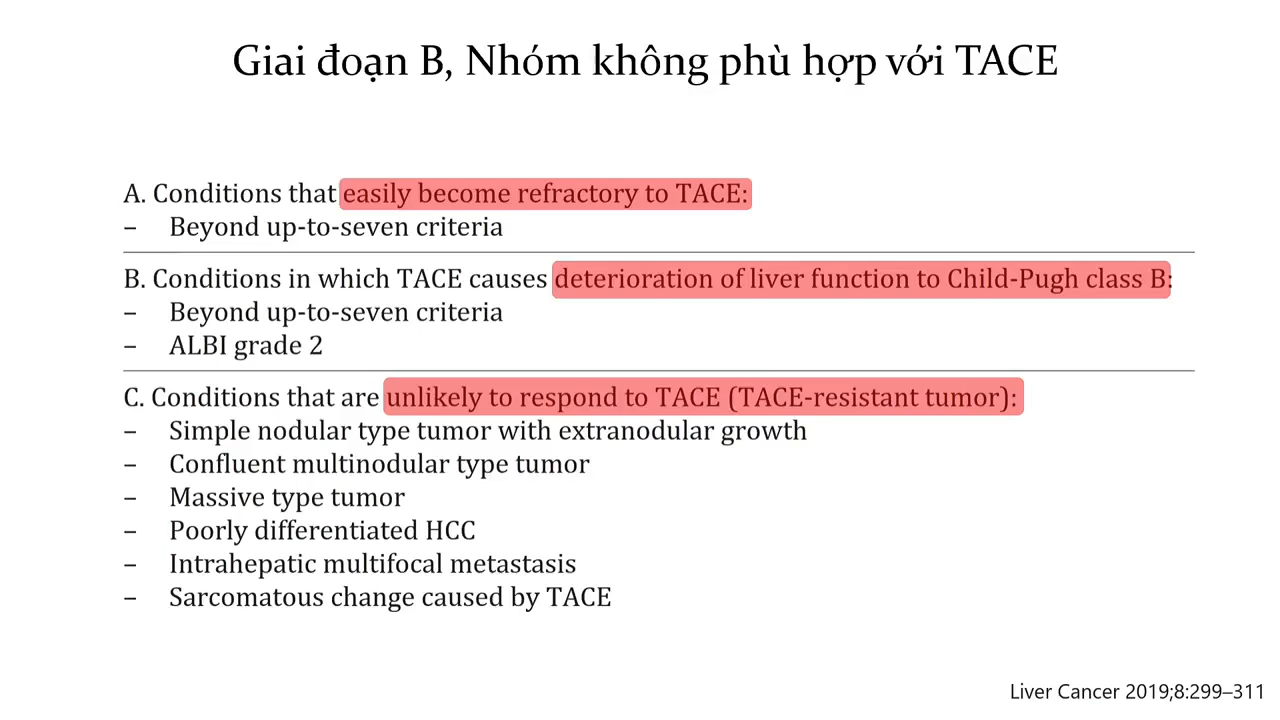 Giai đoạn B, Nhóm không phù hợp với TACE
A. Conditions that easily become refractory to TACE:
– Beyond up-to-seven criteria
B. Conditions in which TACE causes deterioration of liver function to Child-Pugh class B:
– Beyond up-to-seven criteria
– ALBI grade 2
C. Conditions that are unlikely to respond to TACE (TACE-resistant tumor):
– Simple nodular type tumor with extranodular growth
– Confluent multinodular type tumor
– Massive type tumor
– Poorly differentiated HCC
– Intrahepatic multifocal metastasis
– Sarcomatous change caused by TACE
Liver Cancer 2019;8:299–311